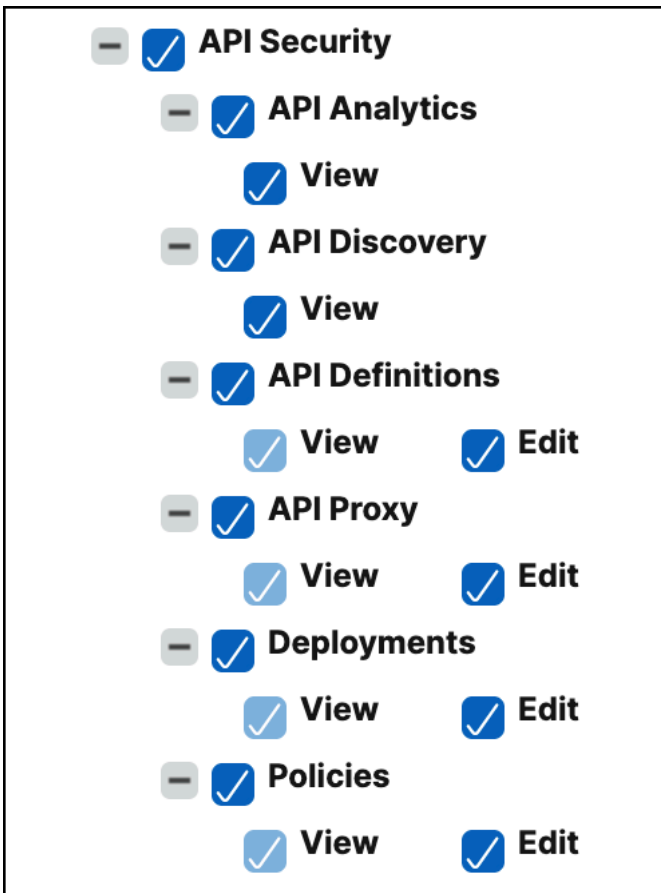 API Security
API Analytics
View
API Discovery
View
API Definitions
View Edit
API Proxy
View Edit
Deployments
View Edit
Policies
View Edit